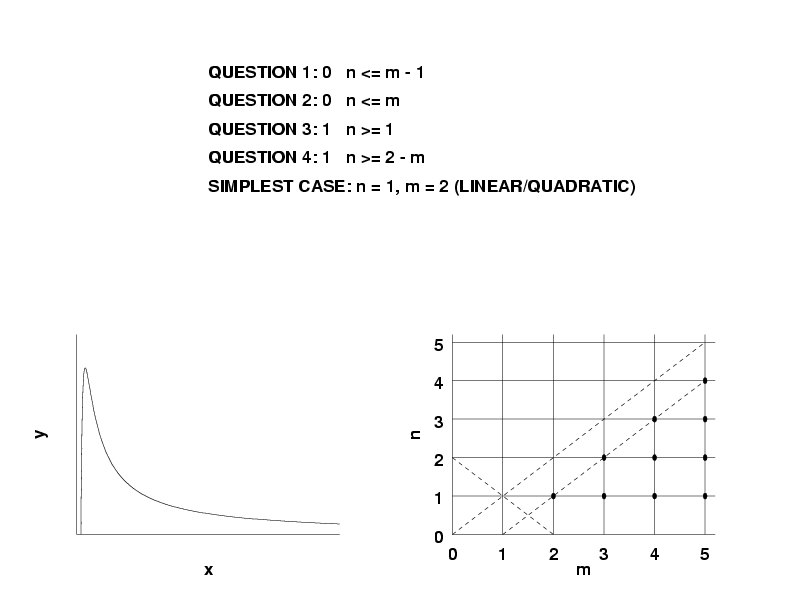 QUESTION 1: 0 n <= m - 1
QUESTION 2: 0 n <= m
QUESTION 3: 1 n >= 1
QUESTION 4: 1 n >= 2 - m
SIMPLEST CASE: n = 1, m = 2 (LINEAR/QUADRATIC)
y
x
5
4
3
2
1
0
n
0 1 2 3 4 5
m